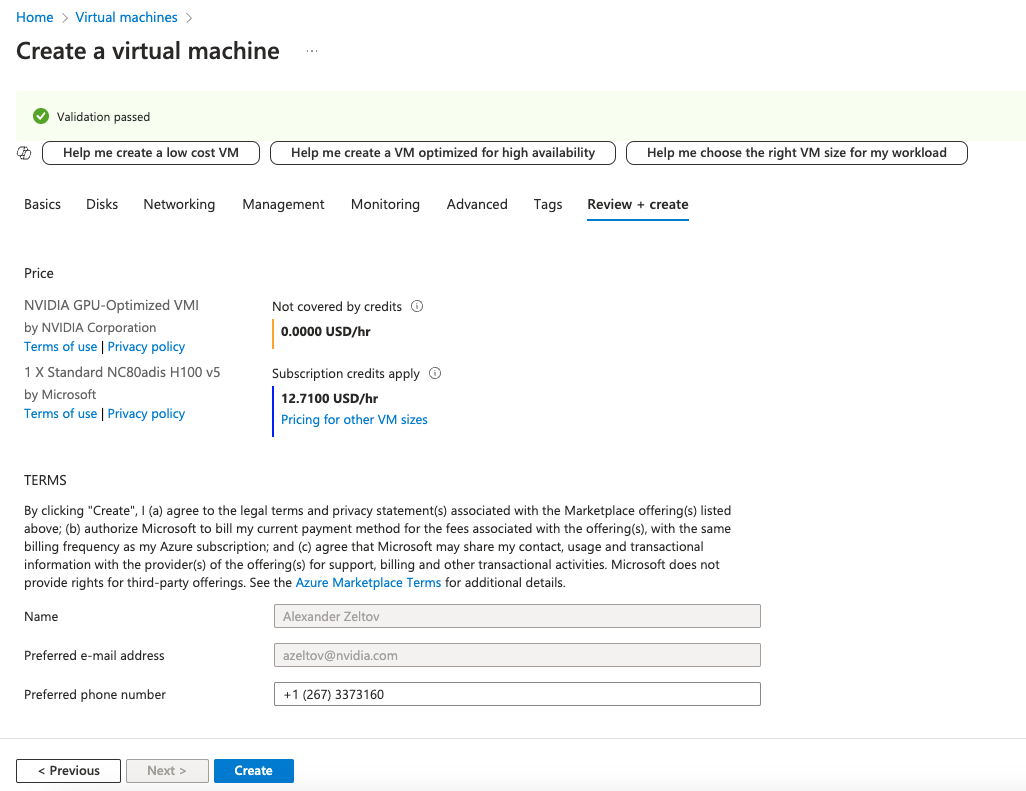 Home > Virtual machines >
Create a virtual machine ...
Validation passed
Help me create a low cost VM Help me create a VM optimized for high availability Help me choose the right VM size for my workload
Basics Disks Networking Management Monitoring Advanced Tags Review + create
Price
NVIDIA GPU-Optimized VMI
by NVIDIA Corporation
Terms of use | Privacy policy
Not covered by credits
0.0000 USD/hr
1 X Standard NC80adis H100 v5
by Microsoft
Terms of use | Privacy policy
Subscription credits apply
12.7100 USD/hr
Pricing for other VM sizes
TERMS
By clicking "Create", I (a) agree to the legal terms and privacy statement(s) associated with the Marketplace offering(s) listed
above; (b) authorize Microsoft to bill my current payment method for the fees associated with the offering(s), with the same
billing frequency as my Azure subscription; and (c) agree that Microsoft may share my contact, usage and transactional
information with the provider(s) of the offering(s) for support, billing and other transactional activities. Microsoft does not
provide rights for third-party offerings. See the Azure Marketplace Terms for additional details.
Name Alexander Zeltov
Preferred e-mail address azeltov@nvidia.com
Preferred phone number +1 (267) 3373160
< Previous Next > Create